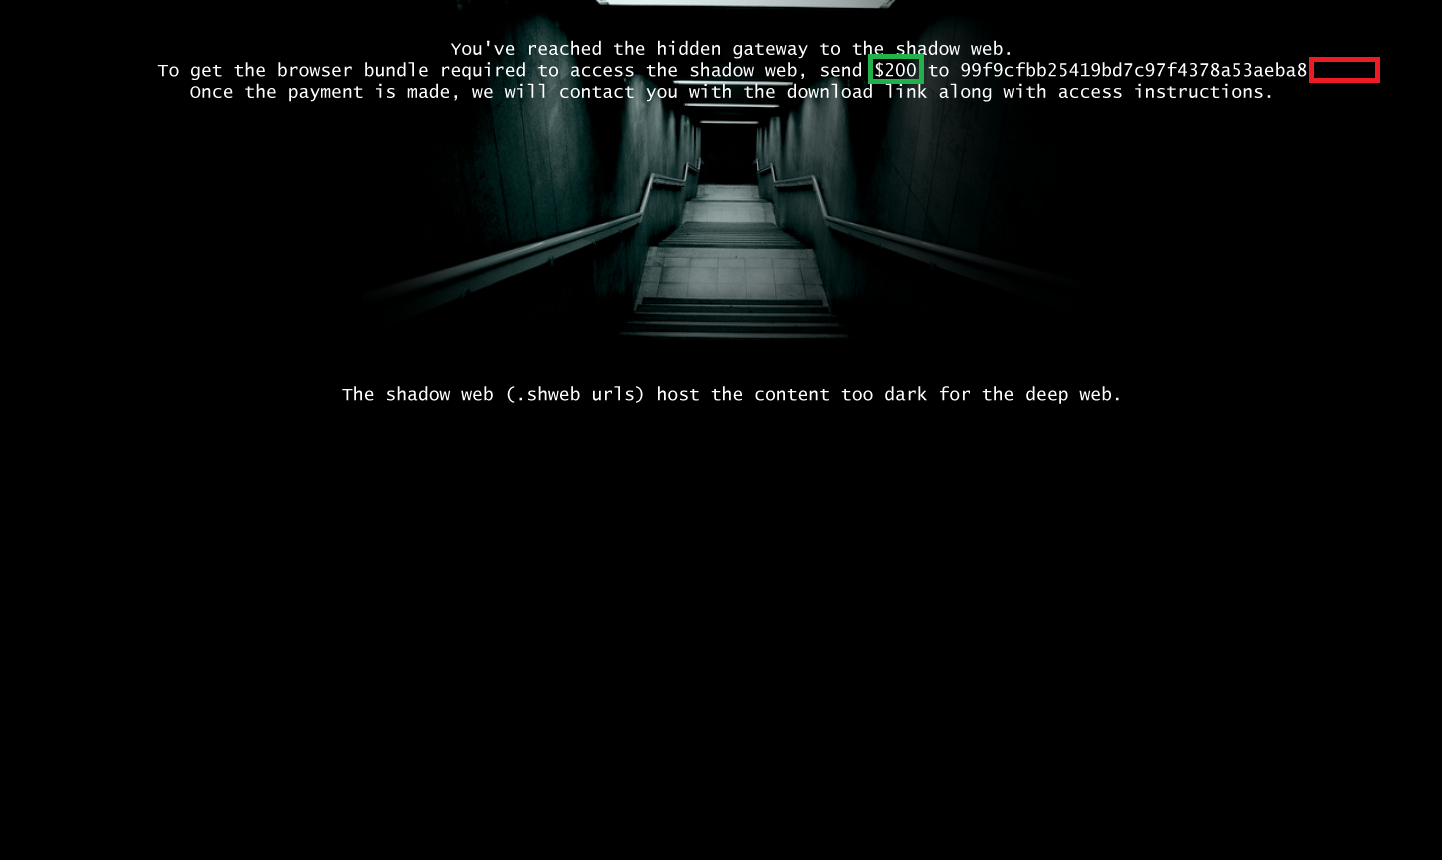 You've reached the hidden gateway to the shadow web.
To get the browser bundle required to access the shadow web, send $200 to 99f9cfbb25419bd7c97f4378a53aeba8
Once the payment is made, we will contact you with the download link along with access instructions.
The shadow web (.shweb urls) host the content too dark for the deep web.